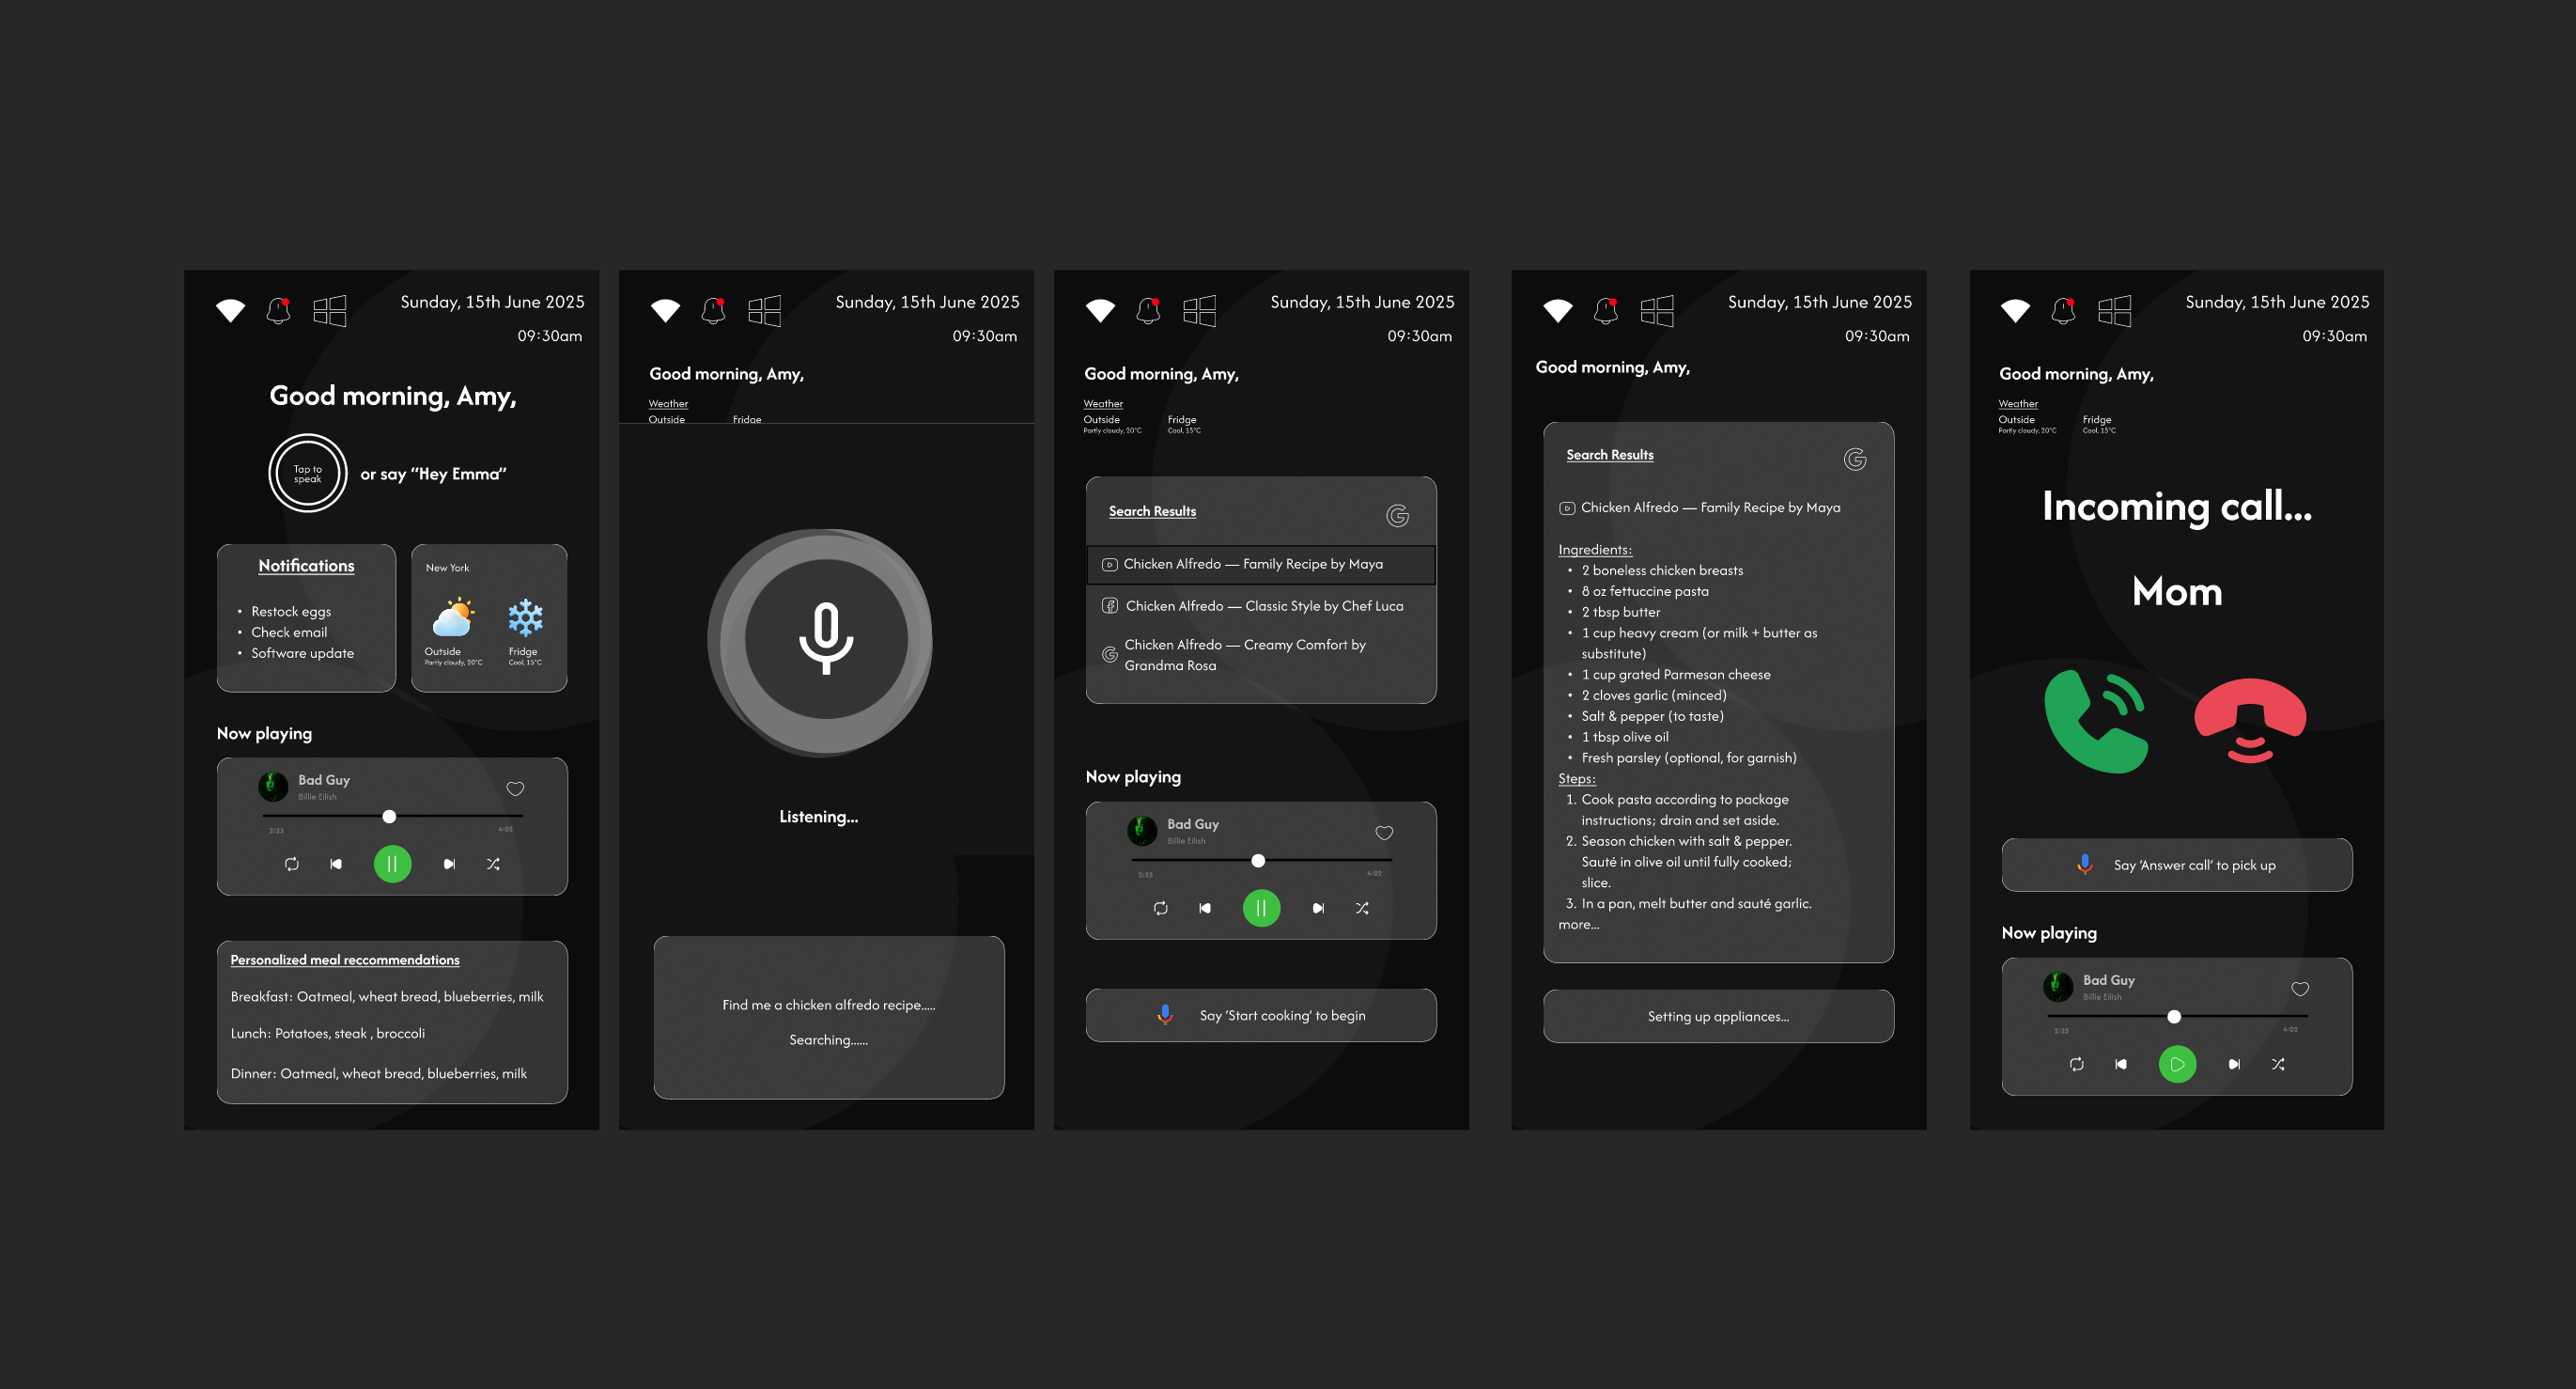 Sunday, 15th June 2025
09:30am
Good morning, Amy,
Tap to
speak
or say “Hey Emma”
Notifications
• Restock eggs
• Check email
• Software update
New York
Outside
Partly cloudy, 20°C
Fridge
Cool, 15°C
Now playing
Bad Guy
Billie Eilish
2:25
4:02
Personalized meal reccommendations
Breakfast: Oatmeal, wheat bread, blueberries, milk
Lunch: Potatoes, steak , broccoli
Dinner: Oatmeal, wheat bread, blueberries, milk
Sunday, 15th June 2025
09:30am
Good morning, Amy,
Weather
Outside
Fridge
Listening...
Find me a chicken alfredo recipe.....
Searching......
Sunday, 15th June 2025
09:30am
Good morning, Amy,
Weather
Outside
Partly cloudy, 20°C
Fridge
Cool, 15°C
Search Results
Chicken Alfredo — Family Recipe by Maya
Chicken Alfredo — Classic Style by Chef Luca
Chicken Alfredo — Creamy Comfort by
Grandma Rosa
Now playing
Bad Guy
Billie Eilish
2:25
4:02
Say ‘Start cooking’ to begin
Sunday, 15th June 2025
09:30am
Good morning, Amy,
Search Results
Chicken Alfredo — Family Recipe by Maya
Ingredients:
• 2 boneless chicken breasts
• 8 oz fettuccine pasta
• 2 tbsp butter
• 1 cup heavy cream (or milk + butter as
substitute)
• 1 cup grated Parmesan cheese
• 2 cloves garlic (minced)
• Salt & pepper (to taste)
• 1 tbsp olive oil
• Fresh parsley (optional, for garnish)
Steps:
1. Cook pasta according to package
instructions; drain and set aside.
2. Season chicken with salt & pepper.
Sauté in olive oil until fully cooked;
slice.
3. In a pan, melt butter and sauté garlic.
more...
Setting up appliances...
Sunday, 15th June 2025
09:30am
Good morning, Amy,
Weather
Outside
Partly cloudy, 20°C
Fridge
Cool, 15°C
Incoming call...
Mom
Say ‘Answer call’ to pick up
Now playing
Bad Guy
Billie Eilish
2:25
4:02